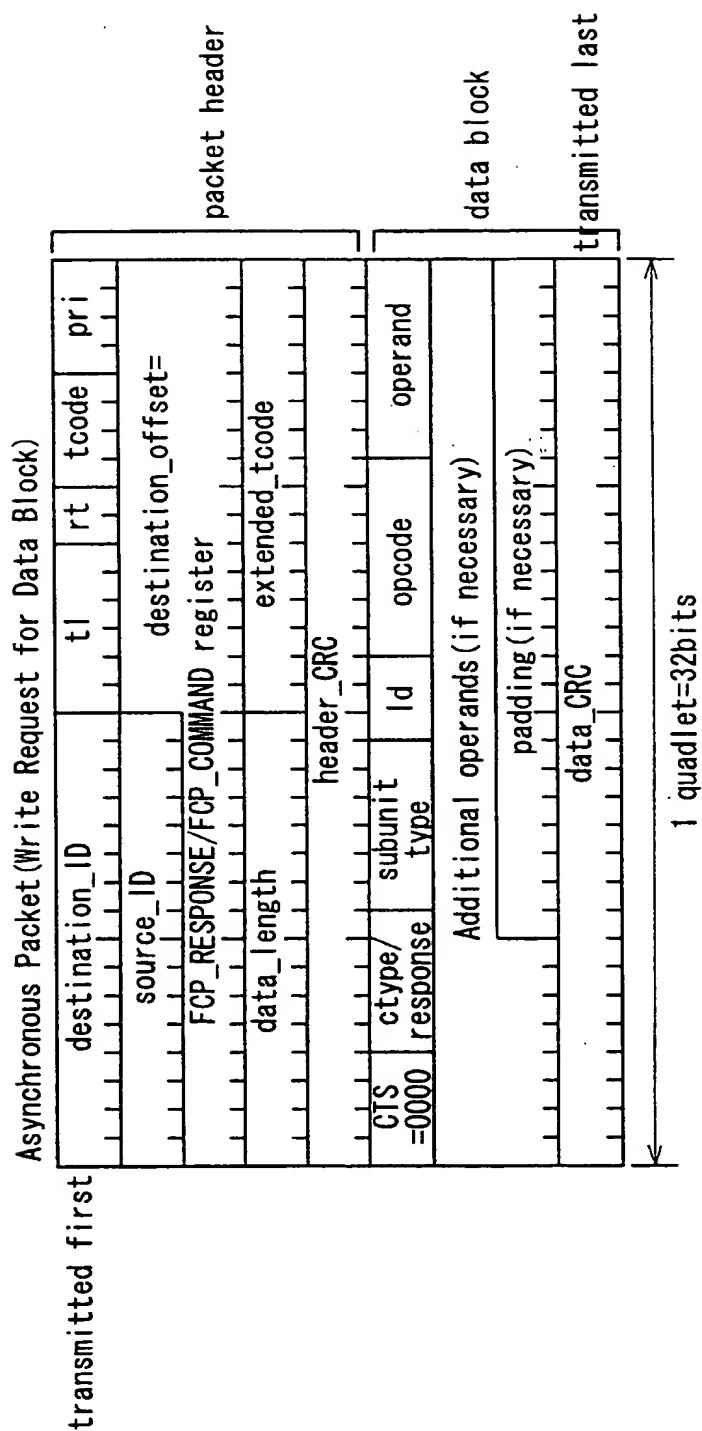 Asynchronous Packet(Write Request for Data Block)
transmitted first
destination_ID tl rt tcode pri
source_ID
destination_offset=
FCP_RESPONSE/FCP_COMMAND register
data_length extended_tcode
header_CRC
packet header
CTS =0000 ctype/ response subunit type Id opcode operand
Additional operands(if necessary)
padding(if necessary)
data_CRC
data block
transmitted last
1 quadlet=32bits